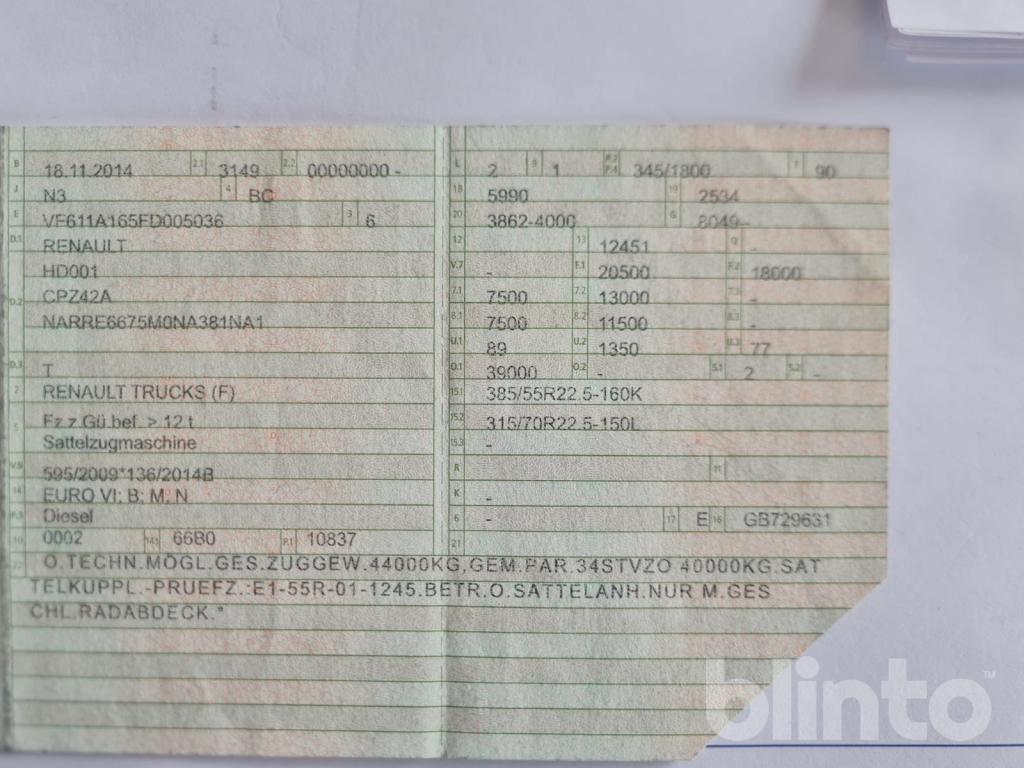 B 18.11.2014 2.1 3149 2.2 00000000 -
J N3 4 BC
E VF611A165FD005036 3 6
D.1 RENAULT
HD001
D.2 CPZ42A
NARRE6675M0NA381NA1
D.3 T
2 RENAULT TRUCKS (F)
5 Fz.z.Gü.bef. > 12 t
Sattelzugmaschine
V.9 595/2009*136/2014B
14 EURO VI; B; M, N
P.3 Diesel
10 0002 14.1 66B0 P.1 10837
L 2 9 1 P.2 P.4 345/1800 T 90
18 5990 19 2534
20 3862-4000 G 8049-
12 13 12451 Q -
V.7 - F.1 20500 F.2 18000
7.1 7500 7.2 13000 7.3 -
8.1 7500 8.2 11500 8.3 -
U.1 89 U.2 1350 U.3 77
O.1 39000 O.2 - S.1 2 S.2 -
15.1 385/55R22.5-160K
15.2 315/70R22.5-150L
15.3 -
R 11
K -
6 - 17 E 16 GB729631
21
22 O.TECHN.MÖGL.GES.ZUGGEW.44000KG,GEM.PAR.34STVZO 40000KG.SAT
TELKUPPL.-PRUEFZ.:E1-55R-01-1245.BETR.O.SATTELANH.NUR M.GES
CHL.RADABDECK.*
blinto™